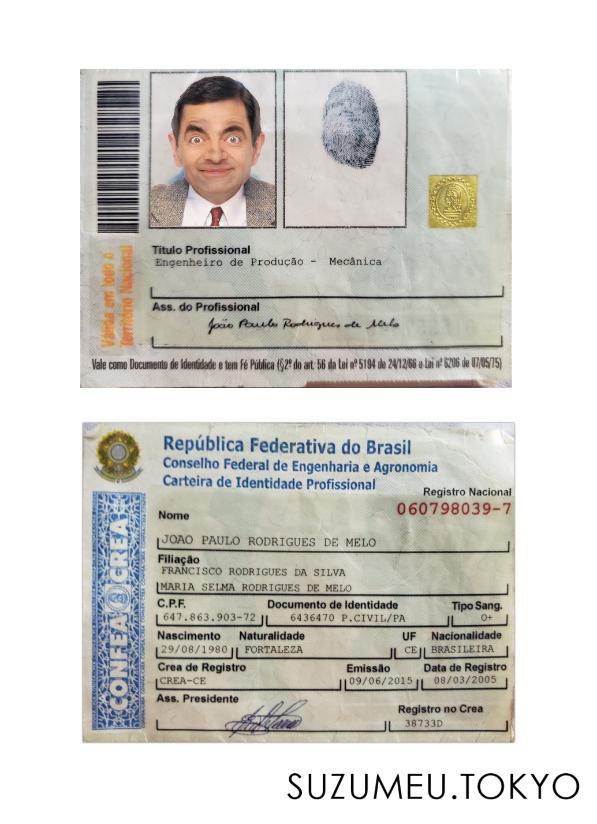 Válida em todo o
Território Nacional
Título Profissional
Engenheiro de Produção - Mecânica
Ass. do Profissional
João Paulo Rodrigues de Melo
Vale como Documento de Identidade e tem Fé Pública (§2º do art. 56 da Lei nº 5194 de 24/12/66 e Lei nº 6206 de 07/05/75)
República Federativa do Brasil
Conselho Federal de Engenharia e Agronomia
Carteira de Identidade Profissional
Registro Nacional
060798039-7
Nome
JOAO PAULO RODRIGUES DE MELO
Filiação
FRANCISCO RODRIGUES DA SILVA
MARIA SELMA RODRIGUES DE MELO
C.P.F. Documento de Identidade Tipo Sang.
647.863.903-72 6436470 P.CIVIL/PA O+
Nascimento Naturalidade UF Nacionalidade
29/08/1980 FORTALEZA CE BRASILEIRA
Crea de Registro Emissão Data de Registro
CREA-CE 09/06/2015 08/03/2005
Ass. Presidente Registro no Crea
38733D
CONFEA CREA
SUZUMEU.TOKYO